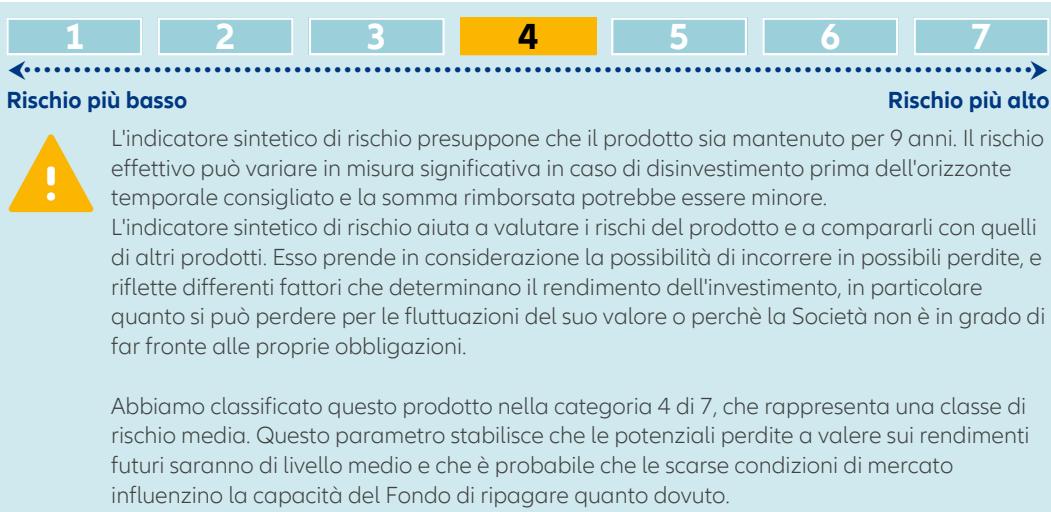 1 2 3 4 5 6 7
Rischio più basso Rischio più alto
L'indicatore sintetico di rischio presuppone che il prodotto sia mantenuto per 9 anni. Il rischio
effettivo può variare in misura significativa in caso di disinvestimento prima dell'orizzonte
temporale consigliato e la somma rimborsata potrebbe essere minore.
L'indicatore sintetico di rischio aiuta a valutare i rischi del prodotto e a compararli con quelli
di altri prodotti. Esso prende in considerazione la possibilità di incorrere in possibili perdite, e
riflette differenti fattori che determinano il rendimento dell'investimento, in particolare
quanto si può perdere per le fluttuazioni del suo valore o perchè la Società non è in grado di
far fronte alle proprie obbligazioni.
Abbiamo classificato questo prodotto nella categoria 4 di 7, che rappresenta una classe di
rischio media. Questo parametro stabilisce che le potenziali perdite a valere sui rendimenti
futuri saranno di livello medio e che è probabile che le scarse condizioni di mercato
influenzino la capacità del Fondo di ripagare quanto dovuto.